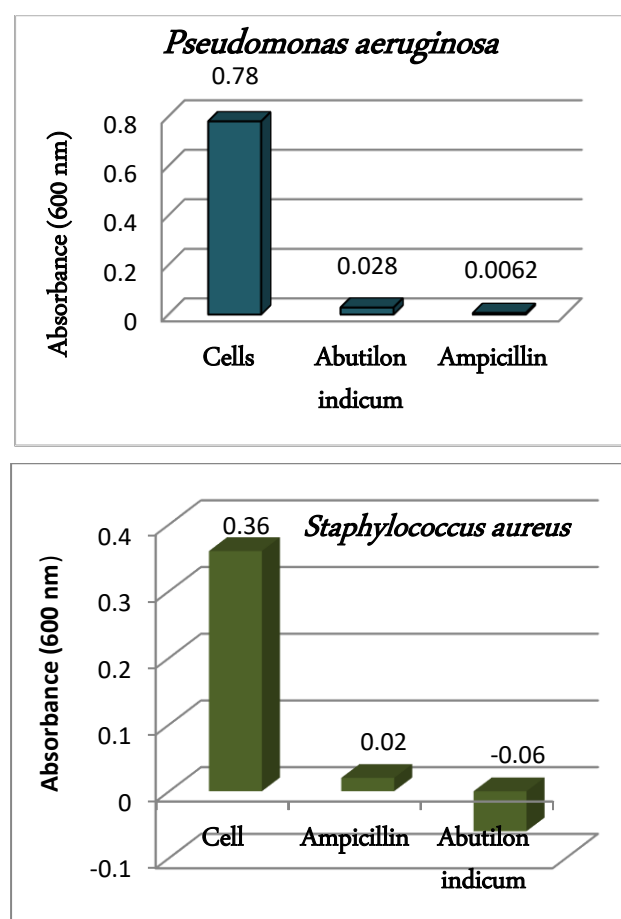 Pseudomonas aeruginosa
0.78
Absorbance (600 nm)
0.8
0.6
0.4
0.2
0
0.028
0.0062
Cells
Abutilon
indicum
Ampicillin
Staphylococcus aureus
0.36
Absorbance (600 nm)
0.4
0.3
0.2
0.1
0
-0.1
0.02
-0.06
Cell
Ampicillin
Abutilon
indicum